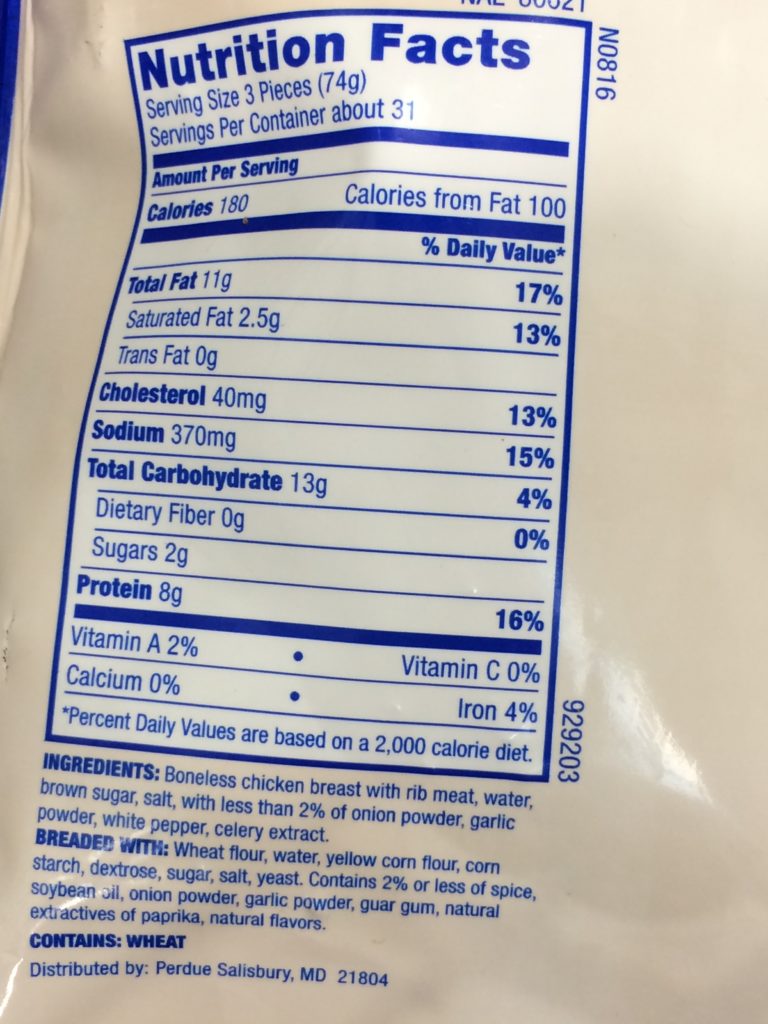 N0816
Nutrition Facts
Serving Size 3 Pieces (74g)
Servings Per Container about 31
Amount Per Serving
Calories 180 Calories from Fat 100
% Daily Value*
Total Fat 11g 17%
Saturated Fat 2.5g 13%
Trans Fat 0g
Cholesterol 40mg 13%
Sodium 370mg 15%
Total Carbohydrate 13g 4%
Dietary Fiber 0g 0%
Sugars 2g
Protein 8g 16%
Vitamin A 2% • Vitamin C 0%
Calcium 0% • Iron 4%
*Percent Daily Values are based on a 2,000 calorie diet.
929203
INGREDIENTS: Boneless chicken breast with rib meat, water,
brown sugar, salt, with less than 2% of onion powder, garlic
powder, white pepper, celery extract.
BREADED WITH: Wheat flour, water, yellow corn flour, corn
starch, dextrose, sugar, salt, yeast. Contains 2% or less of spice,
soybean oil, onion powder, garlic powder, guar gum, natural
extractives of paprika, natural flavors.
CONTAINS: WHEAT
Distributed by: Perdue Salisbury, MD 21804